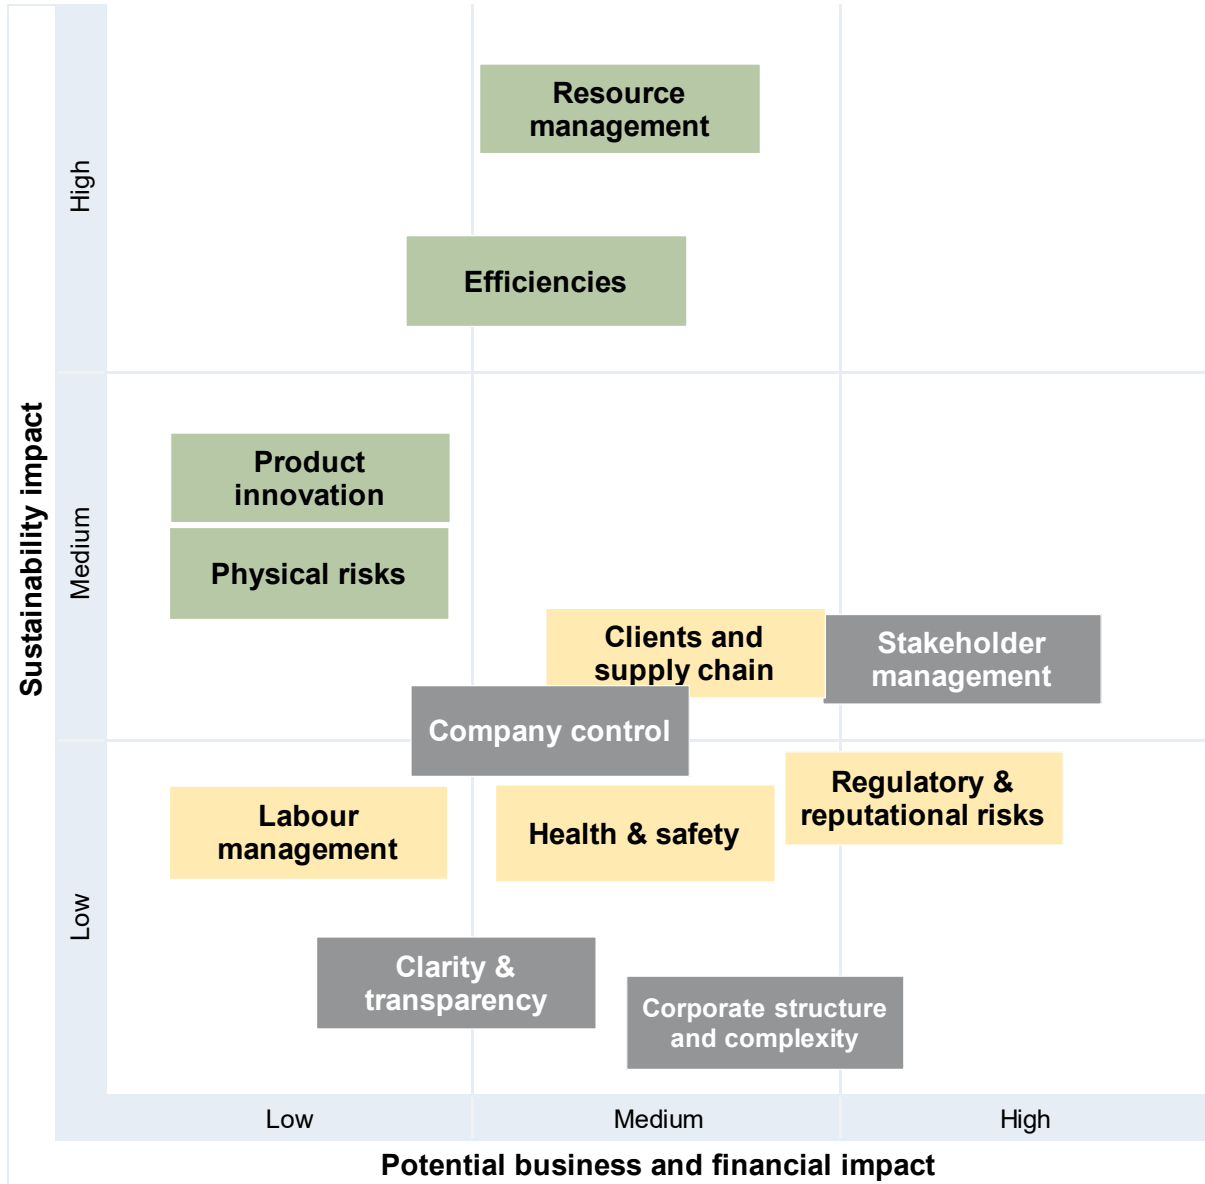 Resource
management
Efficiencies
High
Product
innovation
Physical risks
Sustainability impact
Medium
Clients and
supply chain
Stakeholder
management
Company control
Labour
management
Health & safety
Regulatory &
reputational risks
Low
Clarity &
transparency
Corporate structure
and complexity
Low
Medium
High
Potential business and financial impact